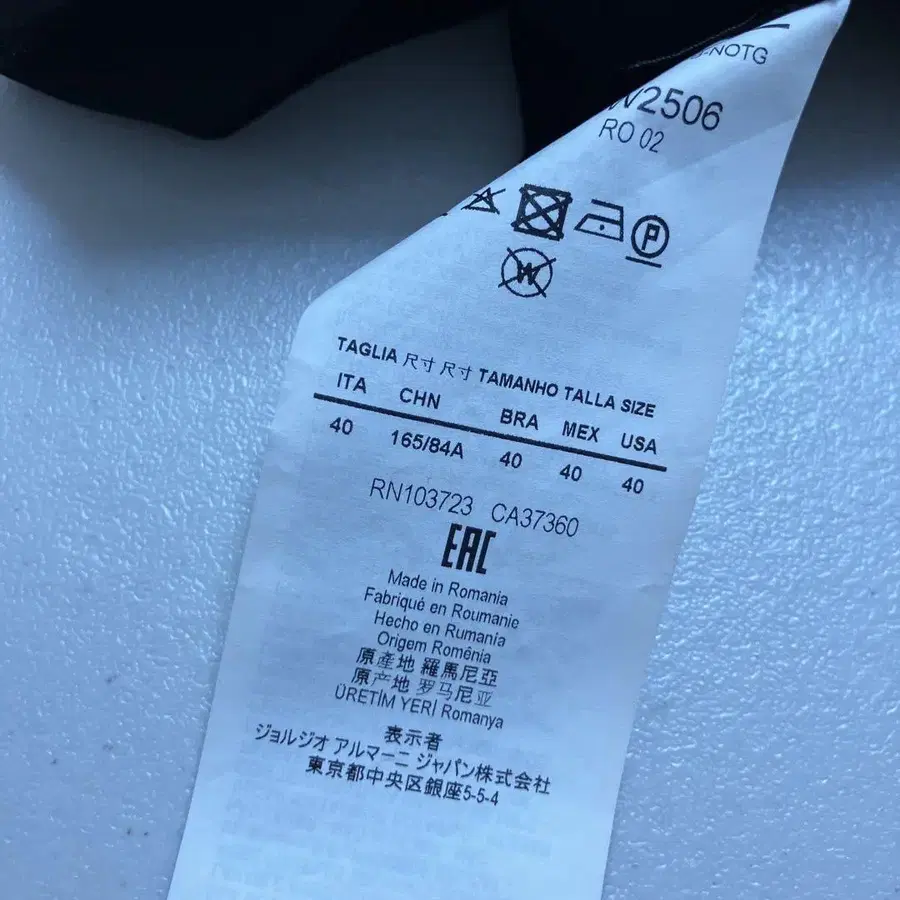 -NOTG
W2506
RO 02
P
W
TAGLIA 尺寸 尺寸 TAMANHO TALLA SIZE
ITA CHN BRA MEX USA
40 165/84A 40 40 40
RN103723 CA37360
EAC
Made in Romania
Fabriqué en Roumanie
Hecho en Rumanía
Origem Romênia
原產地 羅馬尼亞
原产地 罗马尼亚
ÜRETİM YERİ Romanya
表示者
ジョルジオ アルマーニ ジャパン株式会社
東京都中央区銀座5-5-4